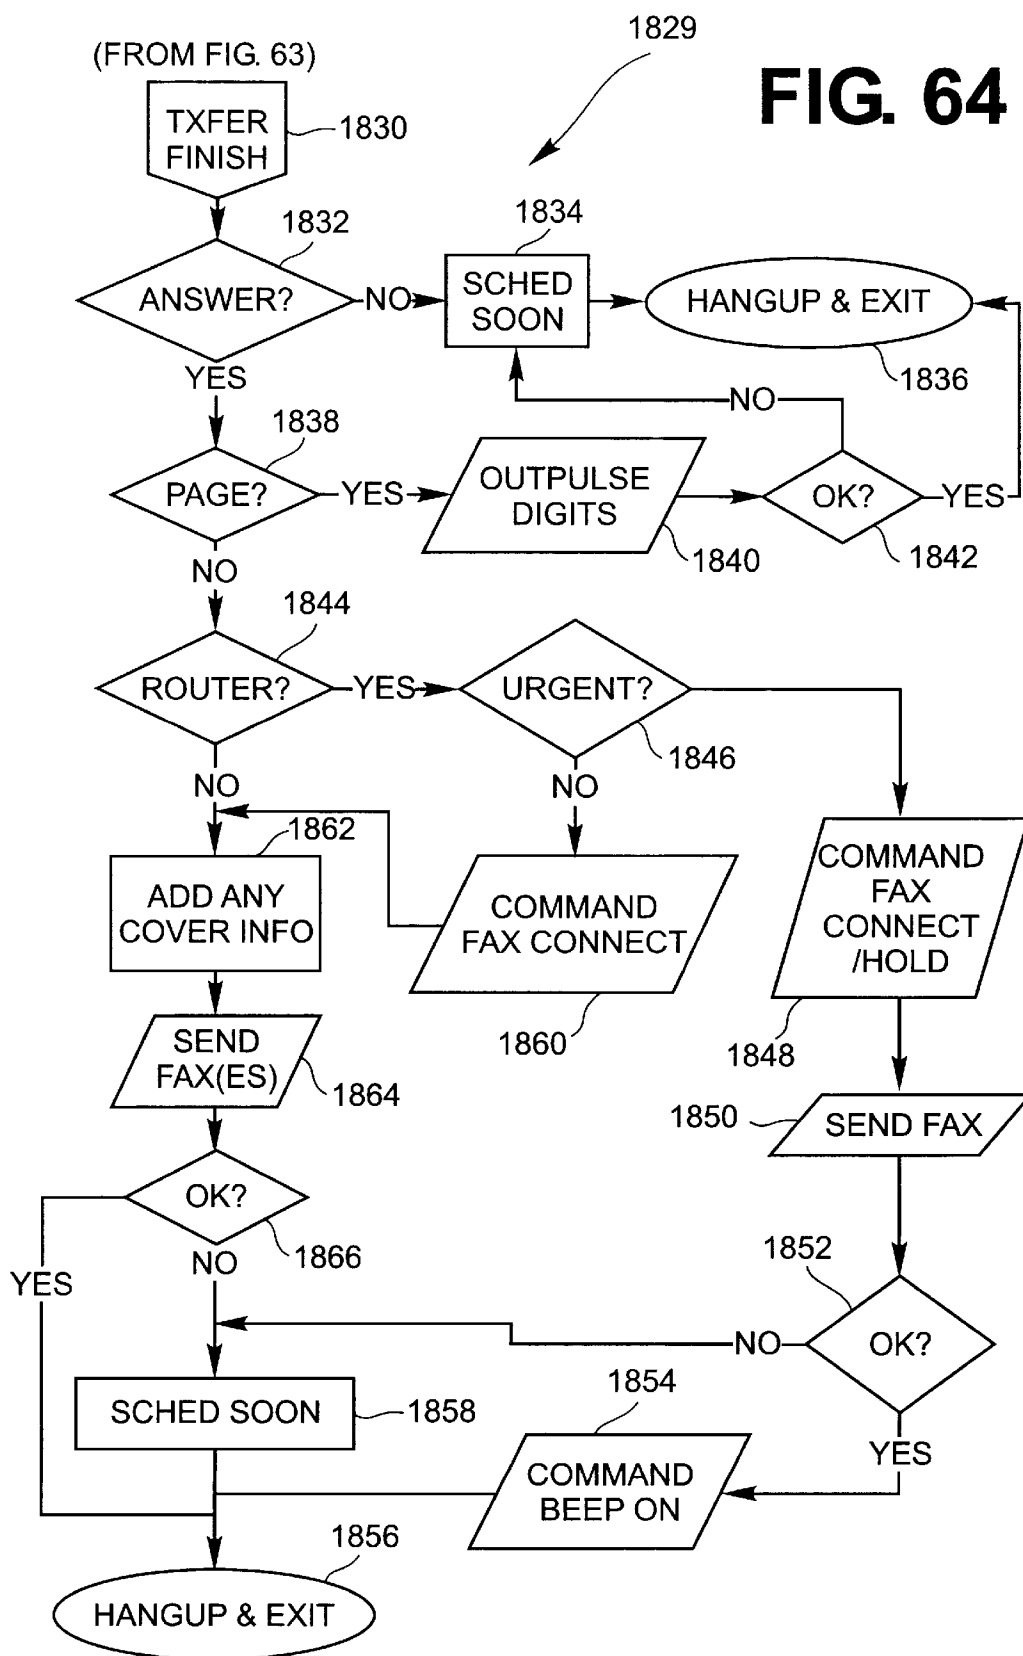 1829
(FROM FIG. 63)
FIG. 64
TXFER
FINISH
1830
1832
1834
ANSWER?
NO
SCHED
SOON
HANGUP & EXIT
1836
YES
NO
1838
PAGE?
YES
OUTPULSE
DIGITS
OK?
YES
1840
1842
NO
1844
ROUTER?
YES
URGENT?
1846
NO
NO
1862
COMMAND
FAX
CONNECT
/HOLD
ADD ANY
COVER INFO
COMMAND
FAX CONNECT
1860
1848
SEND
FAX(ES)
1864
1850
SEND FAX
OK?
1866
NO
YES
1852
NO
OK?
1854
SCHED SOON
1858
YES
COMMAND
BEEP ON
1856
HANGUP & EXIT